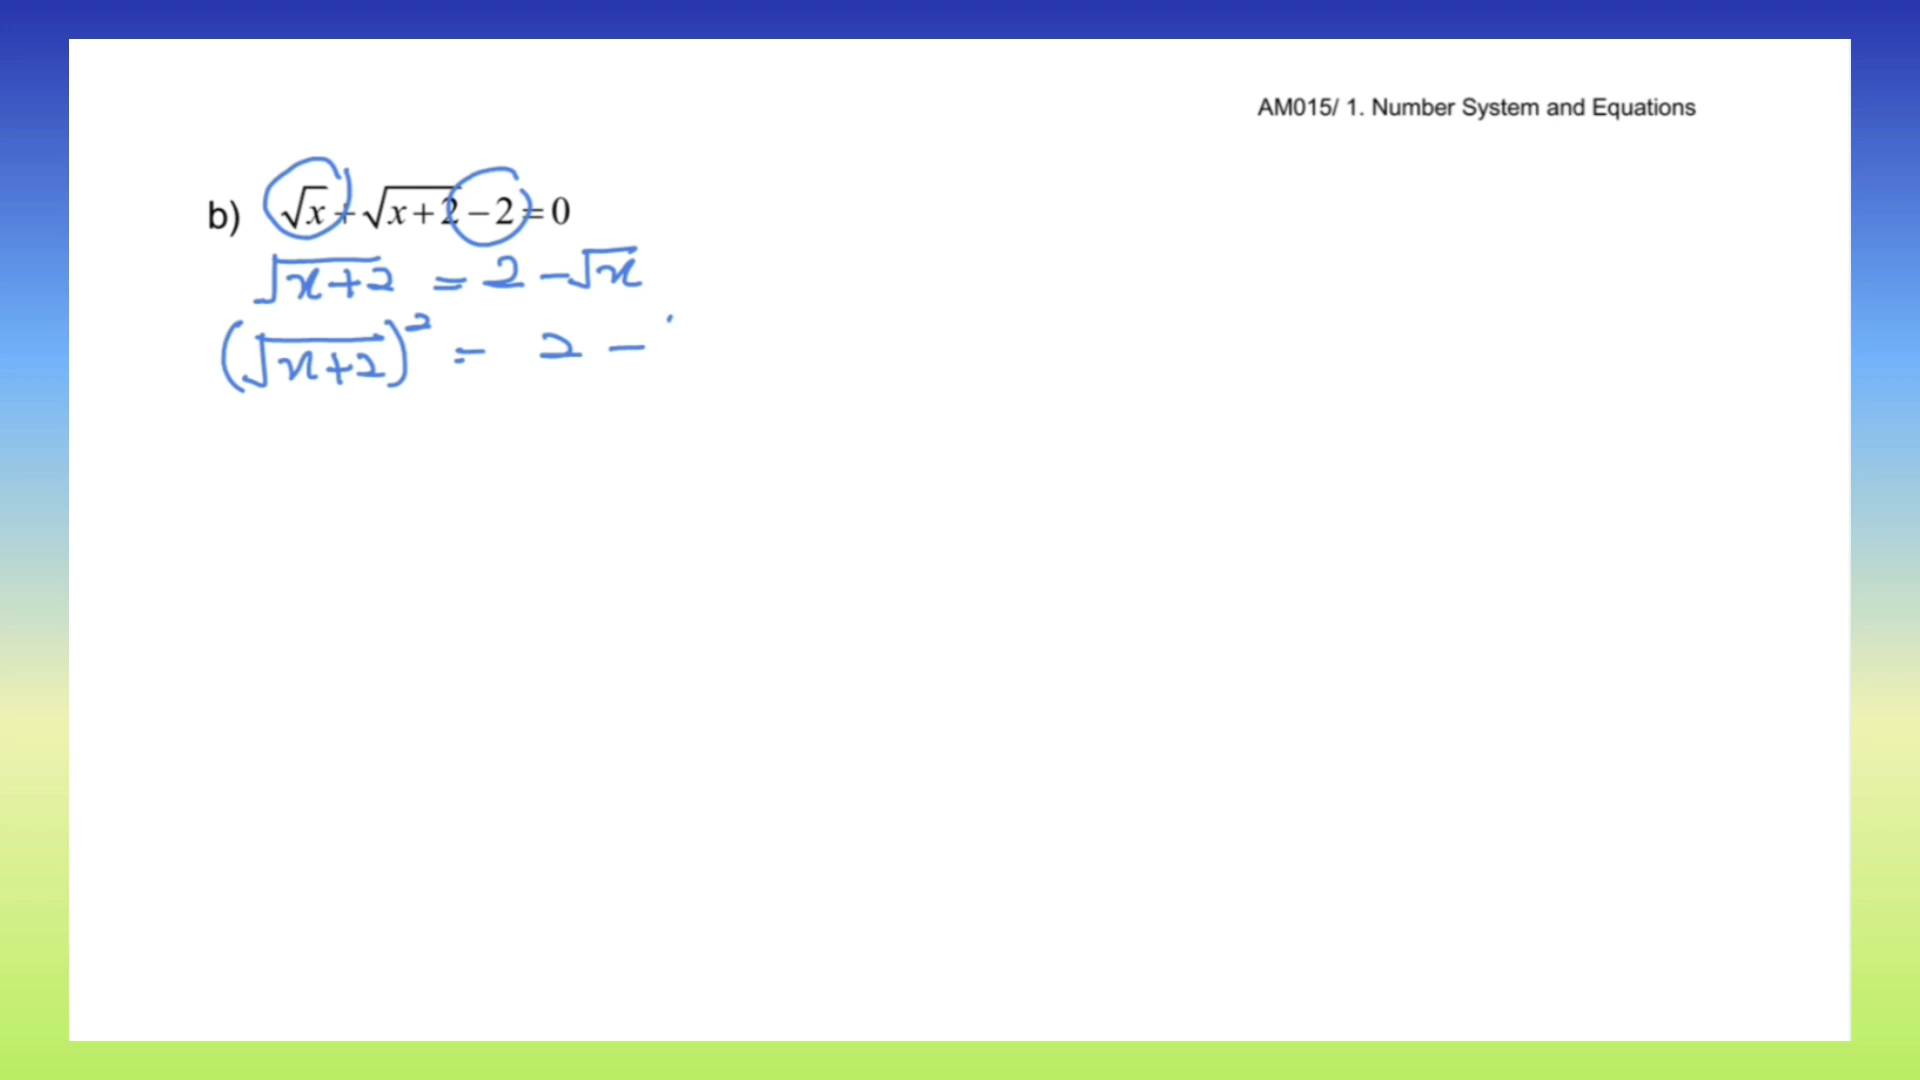 AM015/ 1. Number System and Equations
b) √x + √(x+2) − 2 = 0
√(x+2) = 2 − √x
(√(x+2))² = 2 −